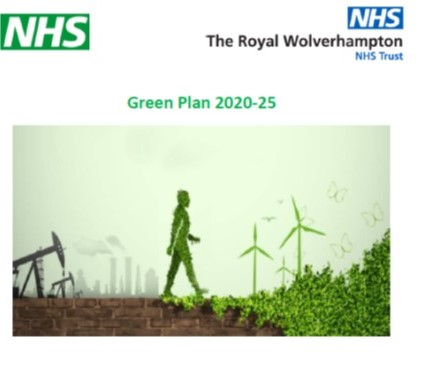 NHS
NHS
The Royal Wolverhampton
NHS Trust
Green Plan 2020-25